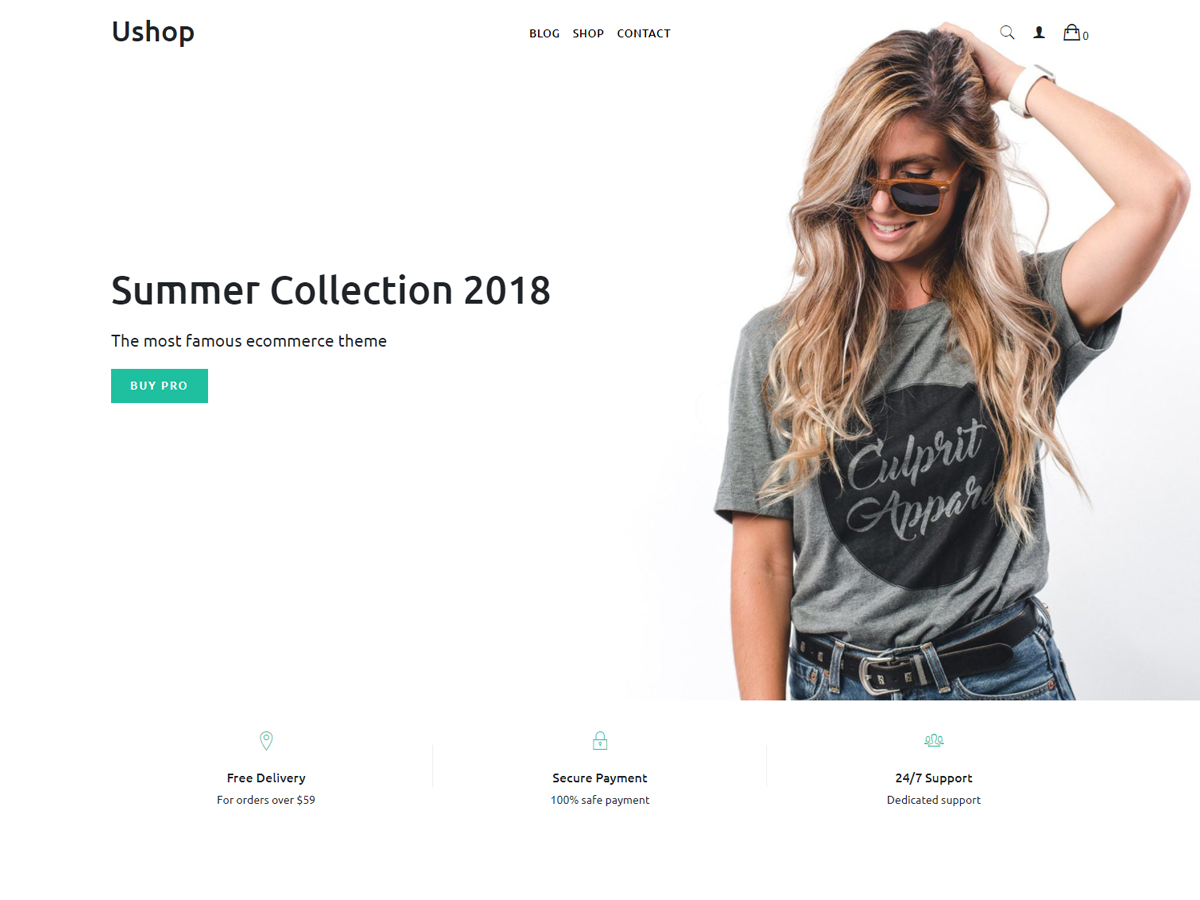 Ushop
BLOG SHOP CONTACT
0
Summer Collection 2018
The most famous ecommerce theme
BUY PRO
Culprit
Appare
Free Delivery
For orders over $59
Secure Payment
100% safe payment
24/7 Support
Dedicated support